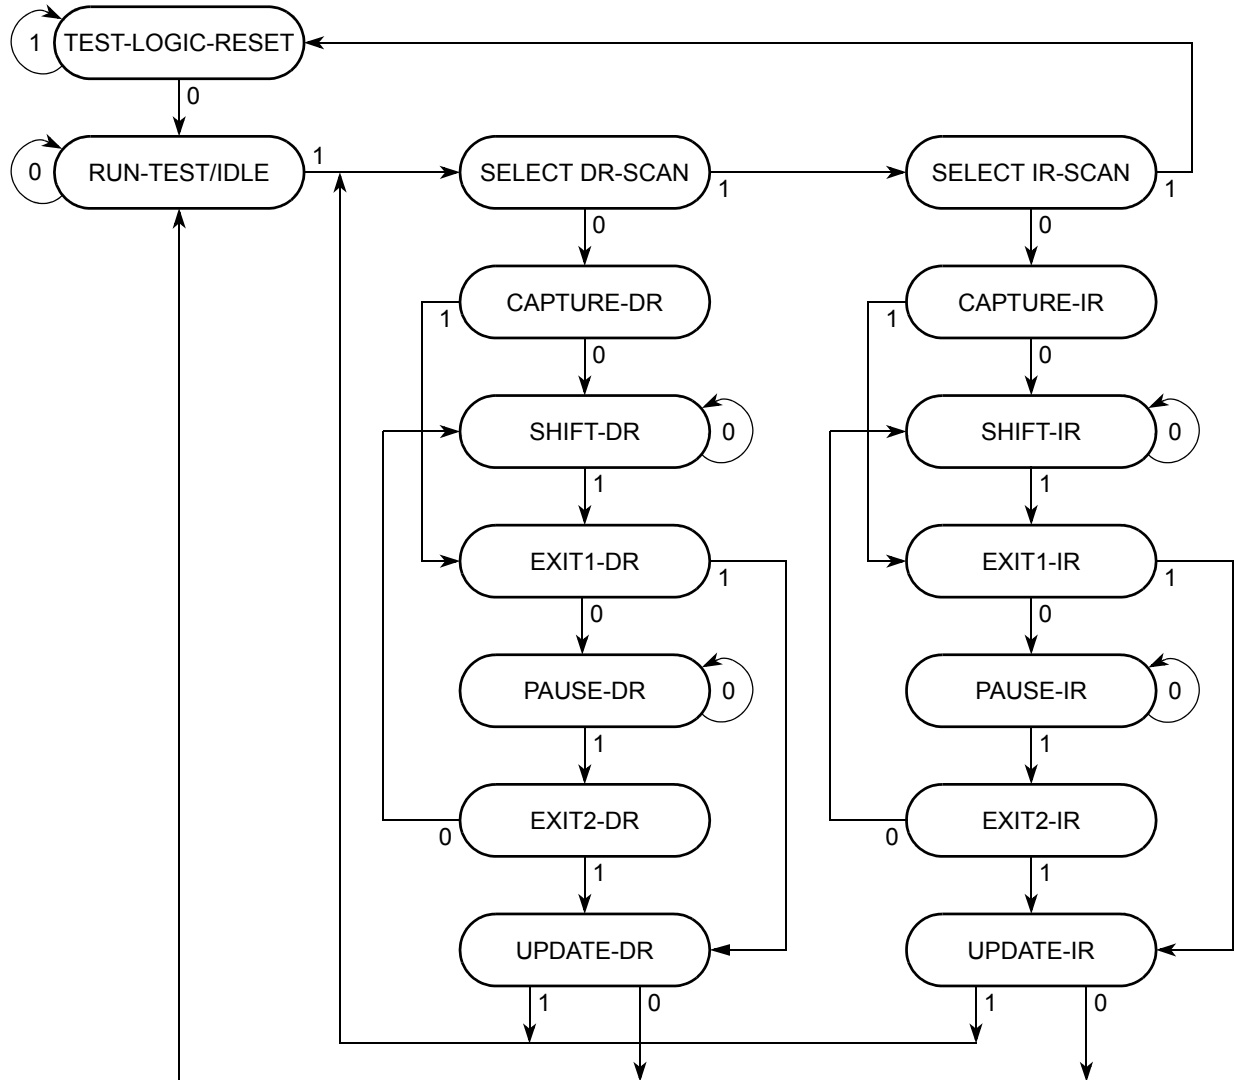 1
TEST-LOGIC-RESET
0
0
RUN-TEST/IDLE
1
SELECT DR-SCAN
1
SELECT IR-SCAN
1
0
0
CAPTURE-DR
1
0
CAPTURE-IR
1
0
SHIFT-DR
0
1
SHIFT-IR
0
1
EXIT1-DR
1
0
EXIT1-IR
1
0
PAUSE-DR
0
1
PAUSE-IR
0
1
EXIT2-DR
0
1
EXIT2-IR
0
1
UPDATE-DR
1
0
UPDATE-IR
1
0